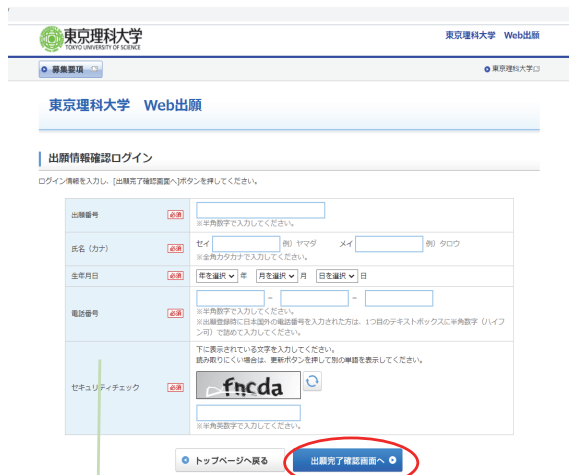 東京理科大学
TOKYO UNIVERSITY OF SCIENCE
東京理科大学 Web出願
募集要項
東京理科大学
東京理科大学 Web出願
出願情報確認ログイン
ログイン情報を入力し、[出願完了確認画面へ]ボタンを押してください。
出願番号 必須
※半角数字で入力してください。
氏名（カナ） 必須 セイ 例）ヤマダ メイ 例）タロウ
※全角カタカナで入力してください。
生年月日 必須 年を選択 年 月を選択 月 日を選択 日
電話番号 必須 － －
※半角数字で入力してください。
※出願登録時に日本国外の電話番号を入力された方は、1つ目のテキストボックスに半角数字（ハイフ
ン可）で詰めて入力してください。
下に表示されている文字を入力してください。
読み取りにくい場合は、更新ボタンを押して別の単語を表示してください。
セキュリティチェック 必須 fncda
※半角英数字で入力してください。
トップページへ戻る 出願完了確認画面へ